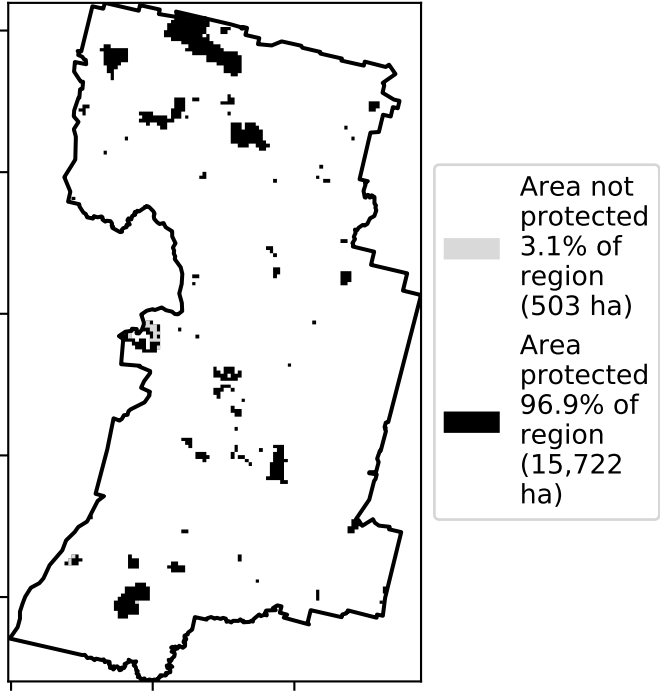 Area not
protected
3.1% of
region
(503 ha)
Area
protected
96.9% of
region
(15,722
ha)